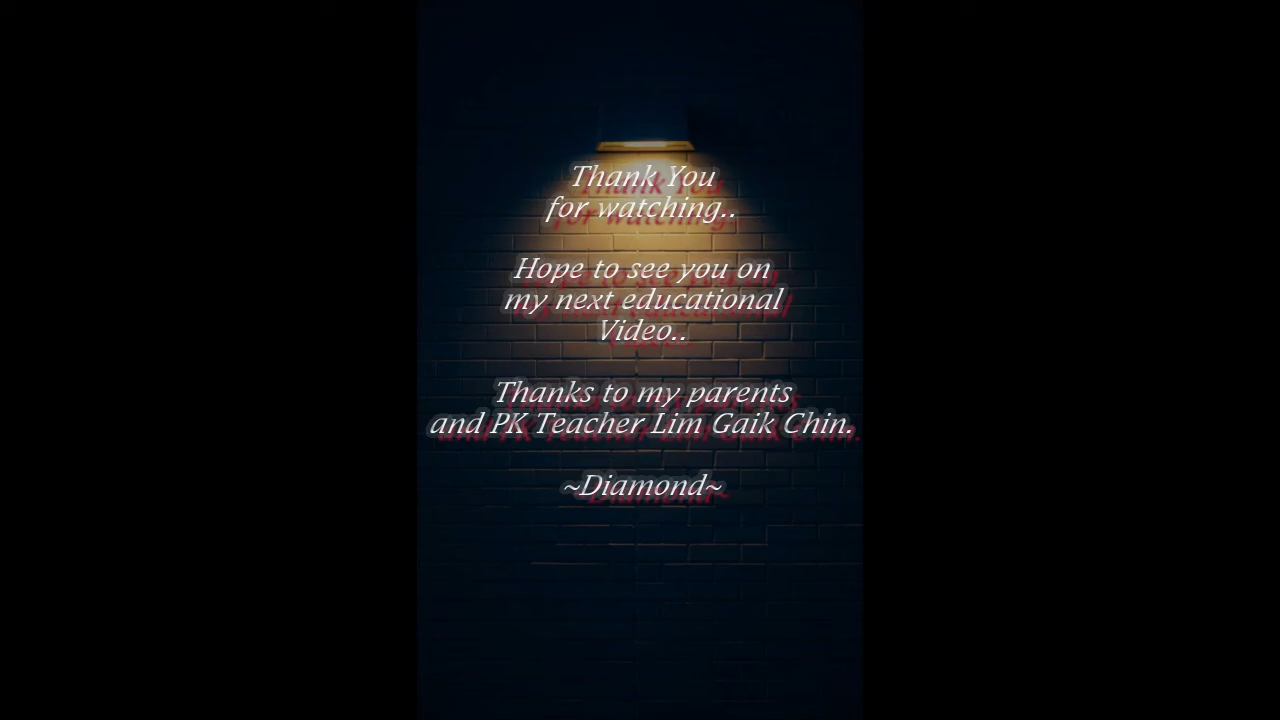 Thank You
for watching..
Hope to see you on
my next educational
Video..
Thanks to my parents
and PK Teacher Lim Gaik Chin.
~Diamond~